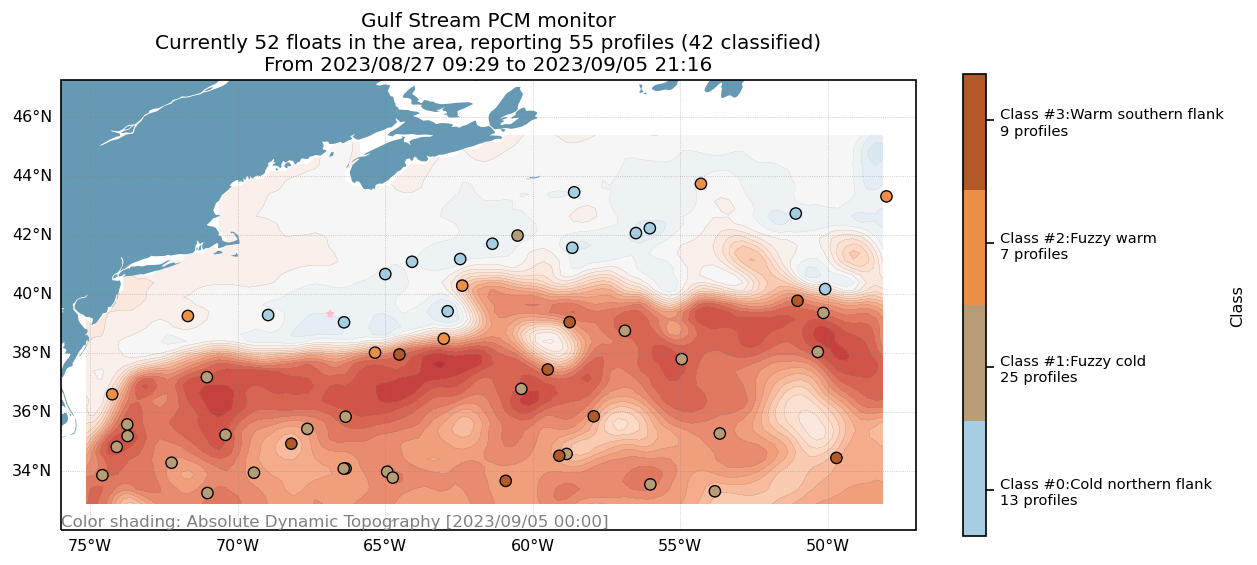 Gulf Stream PCM monitor
Currently 52 floats in the area, reporting 55 profiles (42 classified)
From 2023/08/27 09:29 to 2023/09/05 21:16
46°N
44°N
42°N
40°N
38°N
36°N
34°N
Color shading: Absolute Dynamic Topography [2023/09/05 00:00]
75°W
70°W
65°W
60°W
55°W
50°W
Class #3:Warm southern flank
9 profiles
Class #2:Fuzzy warm
7 profiles
Class #1:Fuzzy cold
25 profiles
Class #0:Cold northern flank
13 profiles
Class